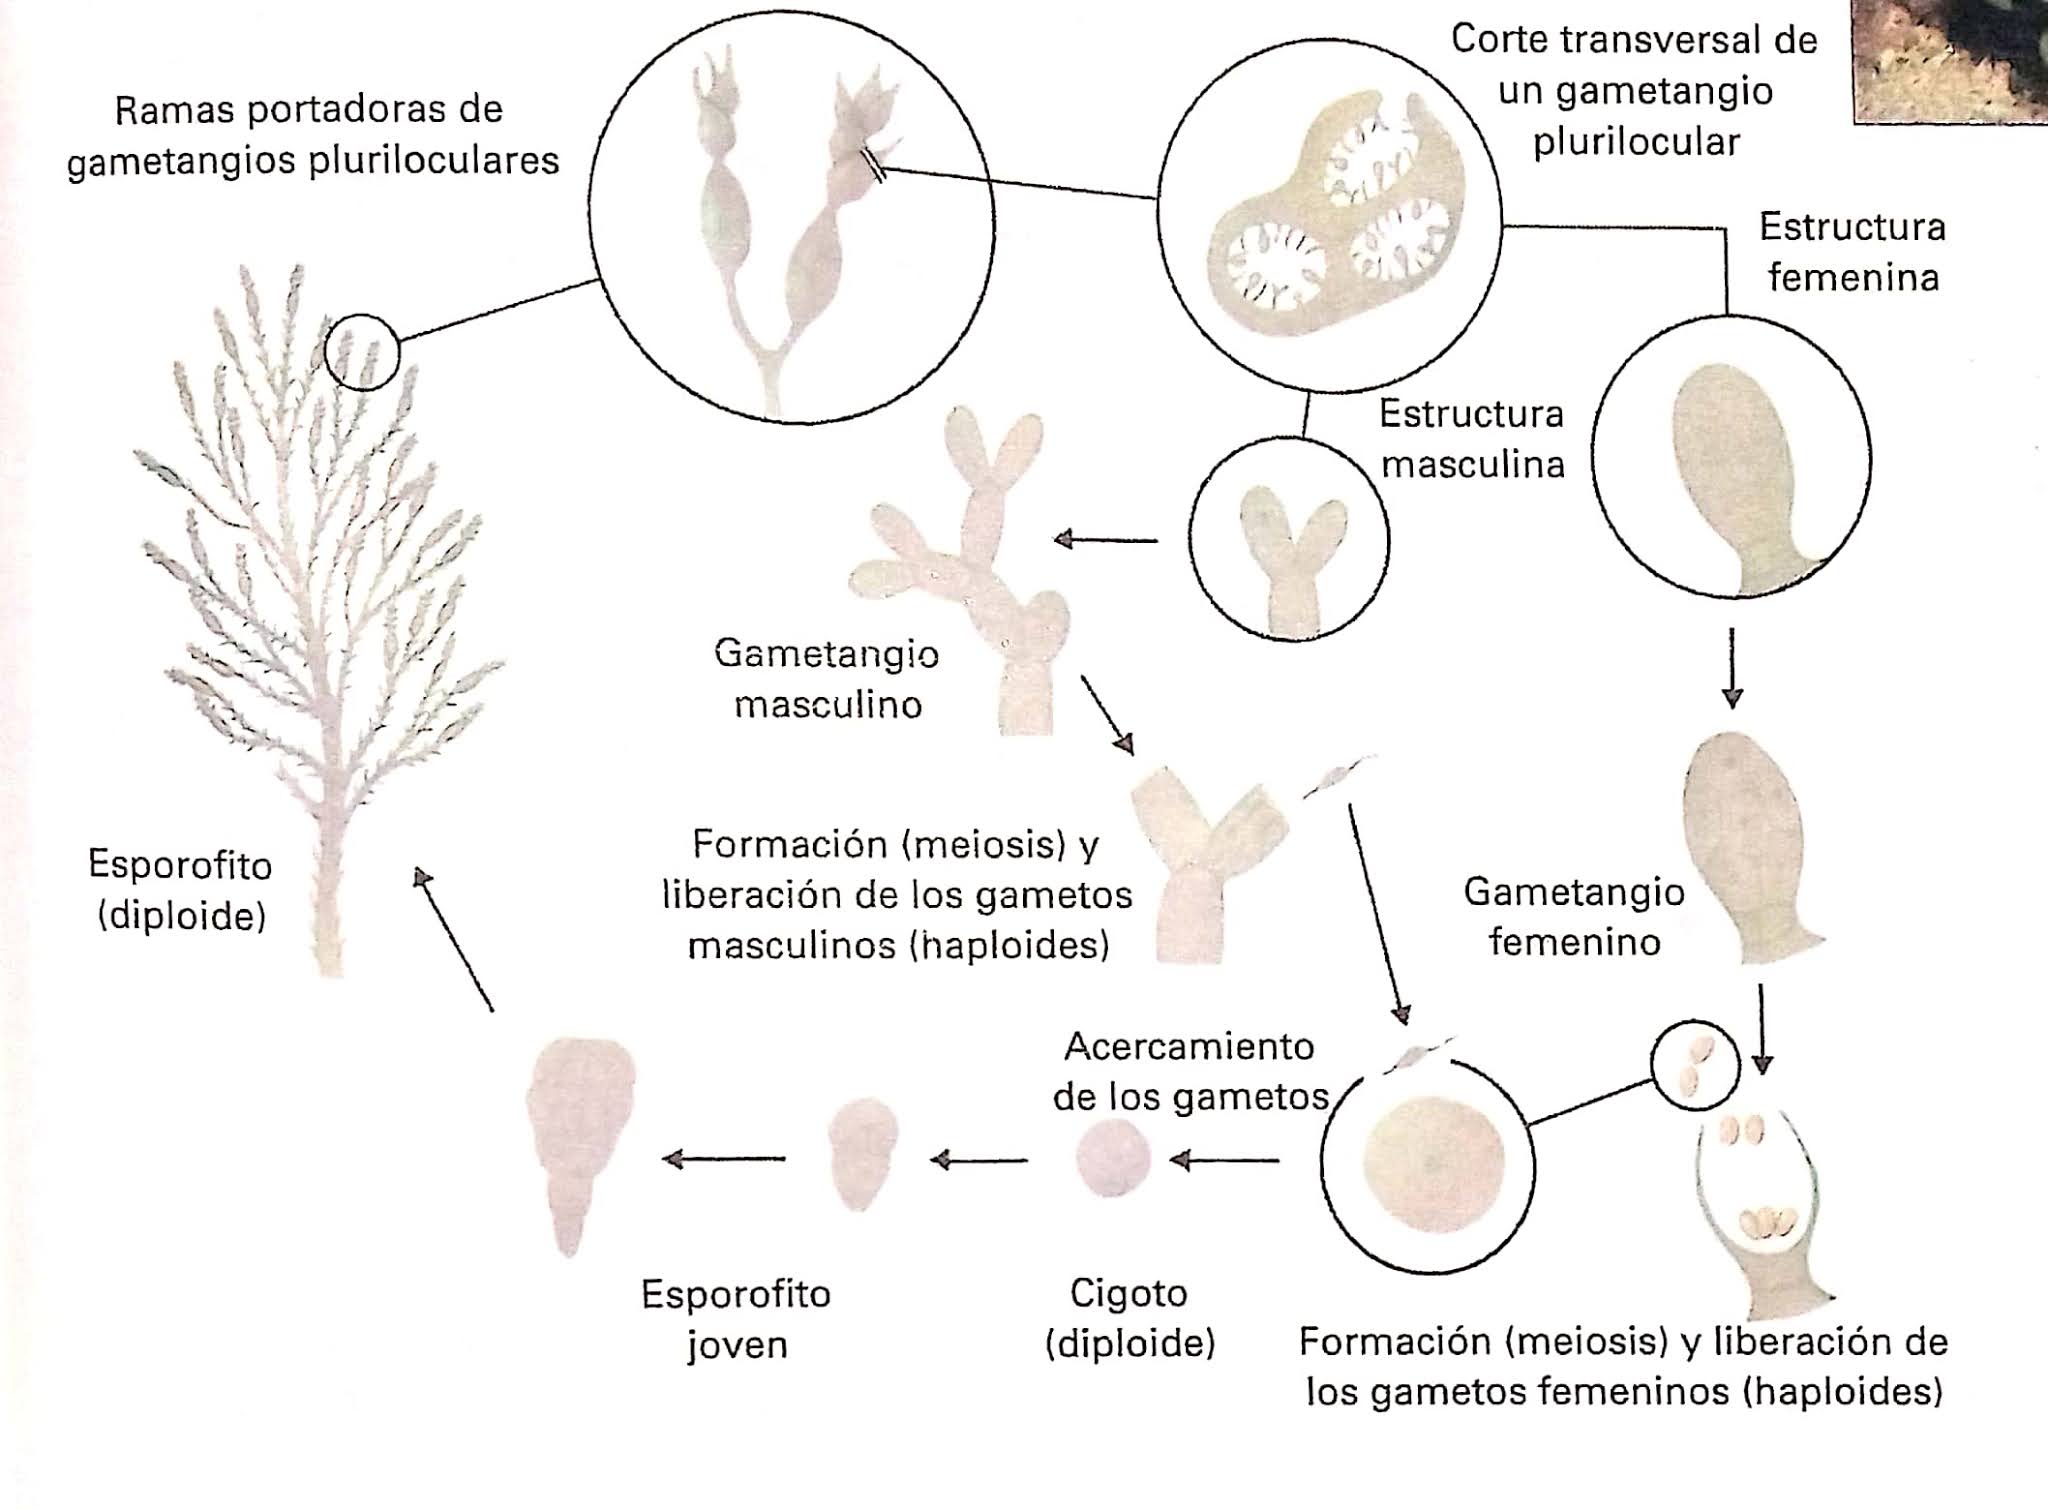 Corte transversal de
un gametangio
plurilocular
Ramas portadoras de
gametangios pluriloculares
Estructura
femenina
Estructura
masculina
Gametangio
masculino
Formación (meiosis) y
liberación de los gametos
masculinos (haploides)
Esporofito
(diploide)
Gametangio
femenino
Acercamiento
de los gametos
Esporofito
joven
Cigoto
(diploide)
Formación (meiosis) y liberación de
los gametos femeninos (haploides)